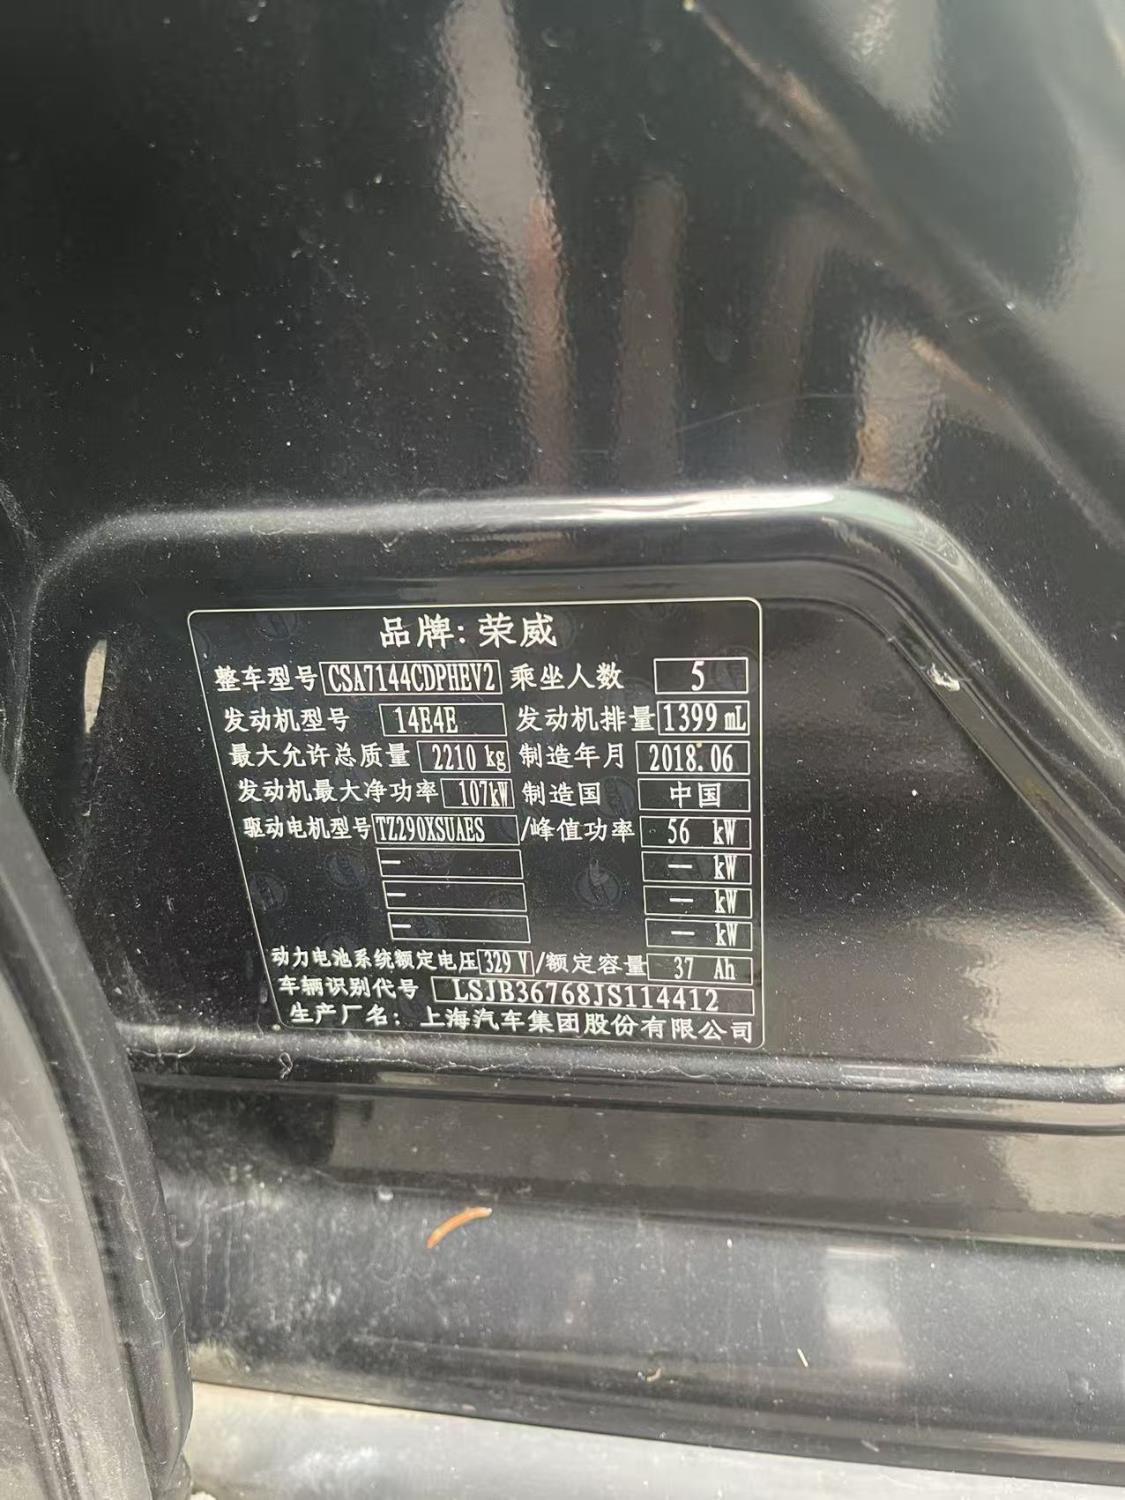 品牌：荣威
整车型号 CSA7144CDPHEV2 乘坐人数 5
发动机型号 14E4E 发动机排量 1399 mL
最大允许总质量 2210 kg 制造年月 2018.06
发动机最大净功率 107kW 制造国 中国
驱动电机型号 TZ290XSUAES /峰值功率 56 kW
— — kW
— — kW
— — kW
动力电池系统额定电压 329 V /额定容量 37 Ah
车辆识别代号 LSJB36768JS114412
生产厂名：上海汽车集团股份有限公司